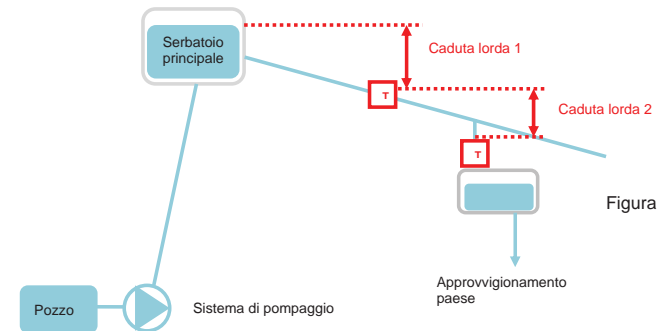 Serbatoio
principale
Caduta lorda 1
T
Caduta lorda 2
T
Figura
Approvvigionamento
paese
Pozzo
Sistema di pompaggio